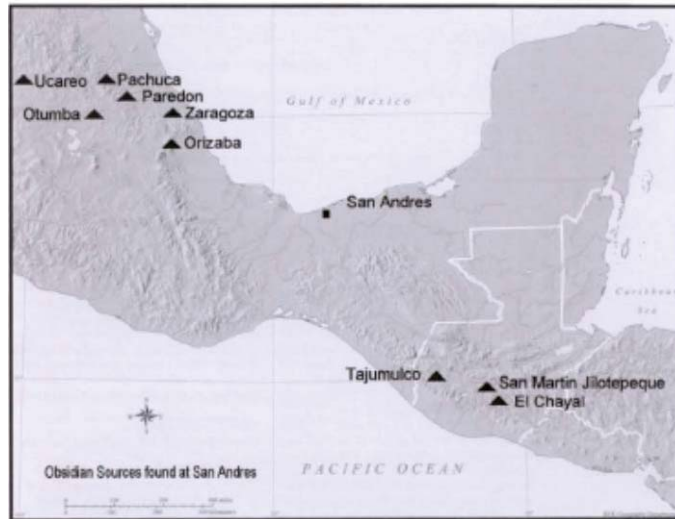 Ucareo
Pachuca
Paredon
Otumba
Zaragoza
Orizaba
Gulf of Mexico
San Andres
Caribbean
Sea
Tajumulco
San Martin Jilotepeque
El Chayal
Obsidian Sources found at San Andres
PACIFIC OCEAN